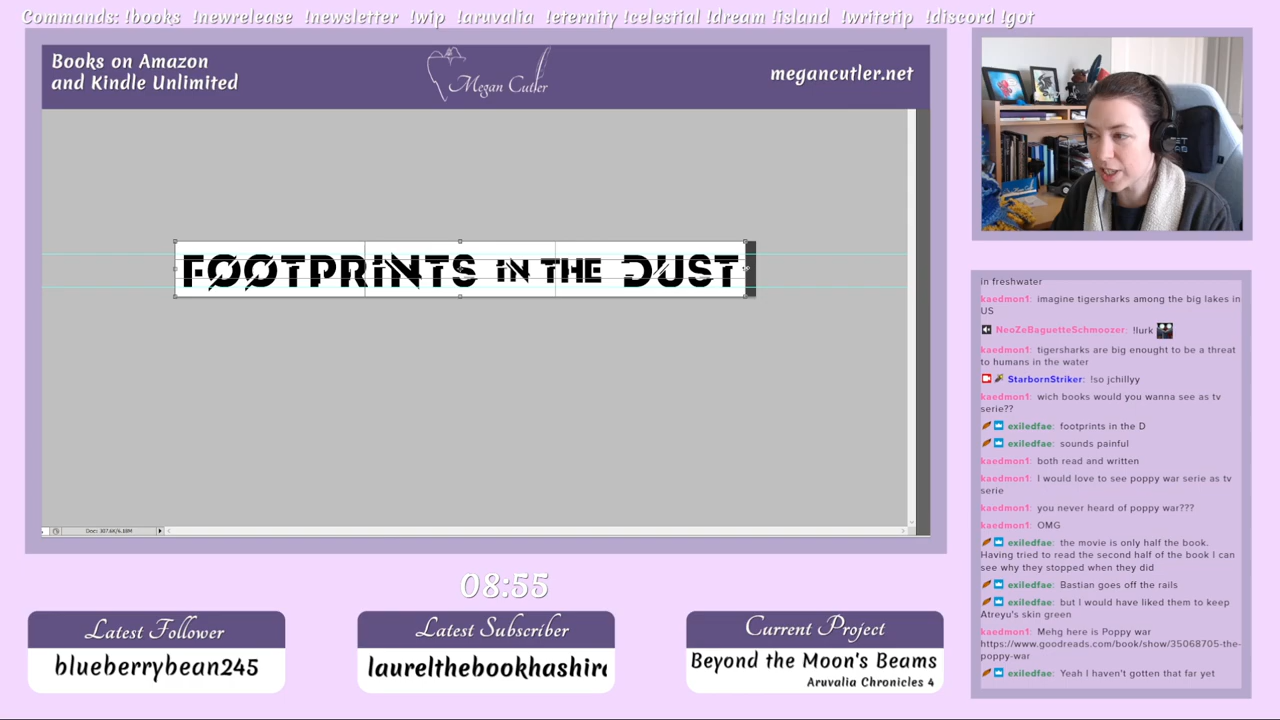 Commands: !books !newrelease !newsletter !wip !aruvalia !eternity !celestial !dream !island !writetip !discord !got
Books on Amazon
and Kindle Unlimited
Megan Cutler
megancutler.net
FOOTPRINTS IN THE DUST
08:55
Latest Follower
blueberrybean245
Latest Subscriber
laurelthebookhashira
Current Project
Beyond the Moon's Beams
Aruvalia Chronicles 4
in freshwater
kaedmon1: imagine tigersharks among the big lakes in
US
NeoZeBaguetteSchmoozer: !lurk
kaedmon1: tigersharks are big enought to be a threat
to humans in the water
StarbornStriker: !so jchillyy
kaedmon1: wich books would you wanna see as tv
serie??
exiledfae: footprints in the D
exiledfae: sounds painful
kaedmon1: both read and written
kaedmon1: I would love to see poppy war serie as tv
serie
kaedmon1: you never heard of poppy war???
kaedmon1: OMG
exiledfae: the movie is only half the book.
Having tried to read the second half of the book I can
see why they stopped when they did
exiledfae: Bastian goes off the rails
exiledfae: but I would have liked them to keep
Atreyu's skin green
kaedmon1: Mehg here is Poppy war
https://www.goodreads.com/book/show/35068705-the-
poppy-war
exiledfae: Yeah I haven't gotten that far yet